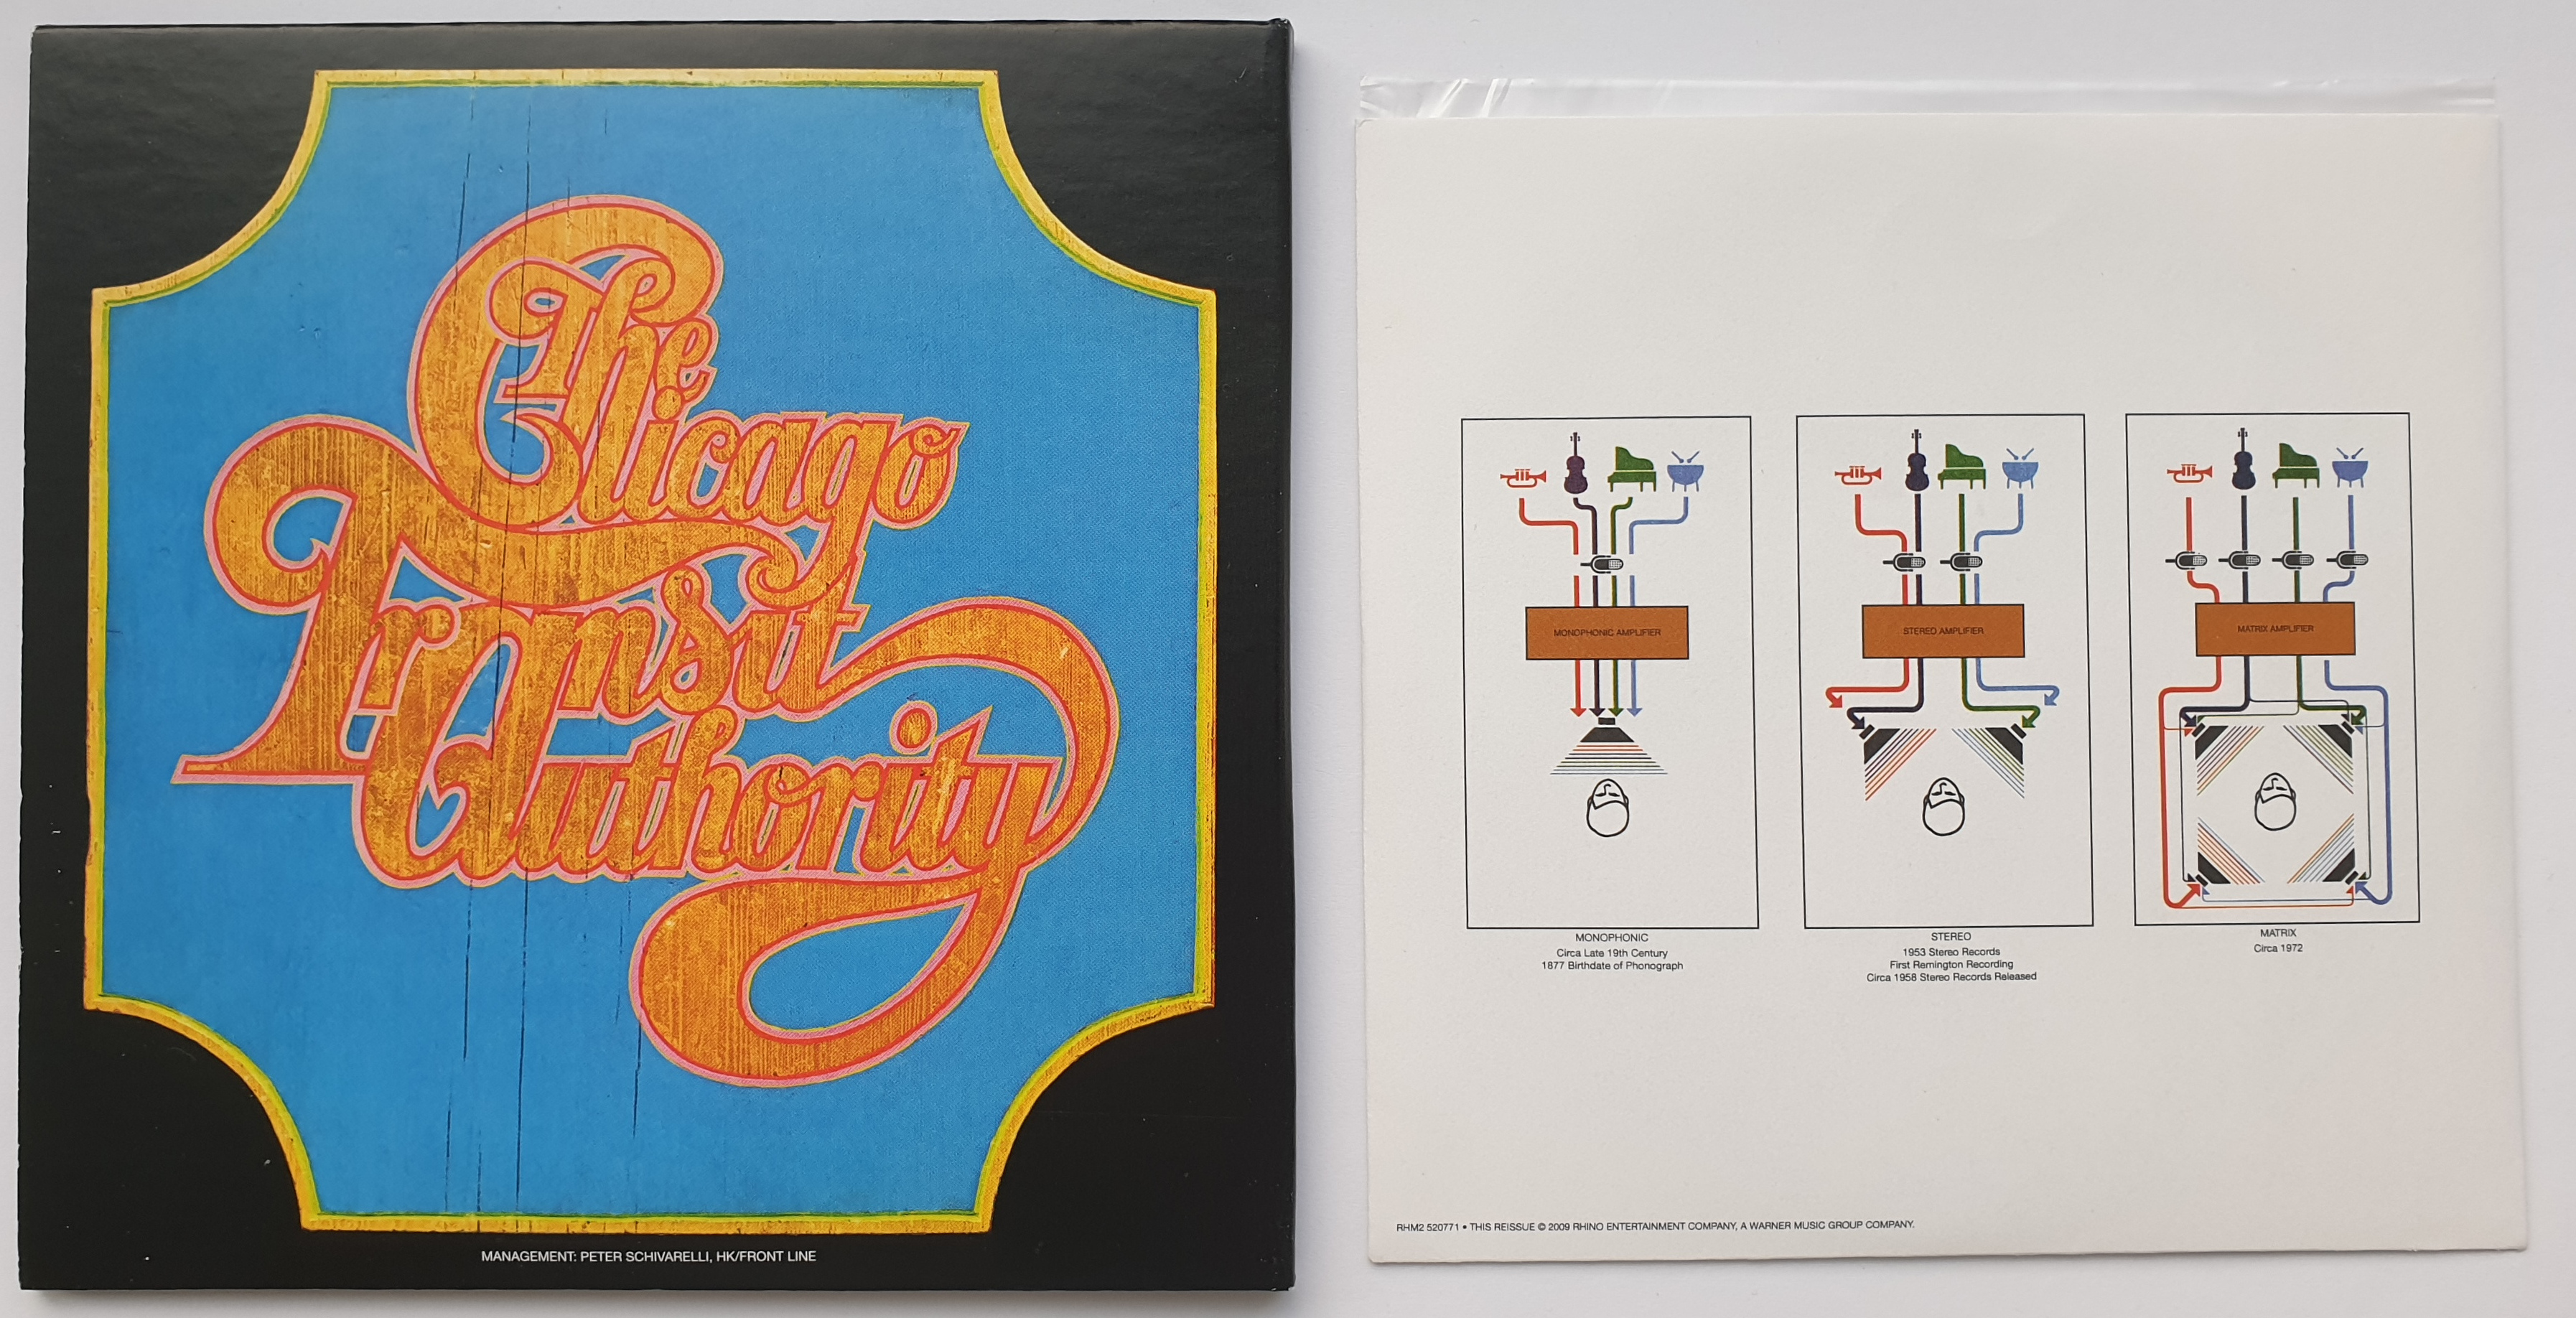 The
Chicago
Transit
Authority
MANAGEMENT: PETER SCHIVARELLI, HK/FRONT LINE
MONOPHONIC AMPLIFIER
STEREO AMPLIFIER
MATRIX AMPLIFIER
MONOPHONIC
Circa Late 19th Century
1877 Birthdate of Phonograph
STEREO
1953 Stereo Records
First Remington Recording
Circa 1958 Stereo Records Released
MATRIX
Circa 1972
RHM2 520771 • THIS REISSUE © 2009 RHINO ENTERTAINMENT COMPANY, A WARNER MUSIC GROUP COMPANY.